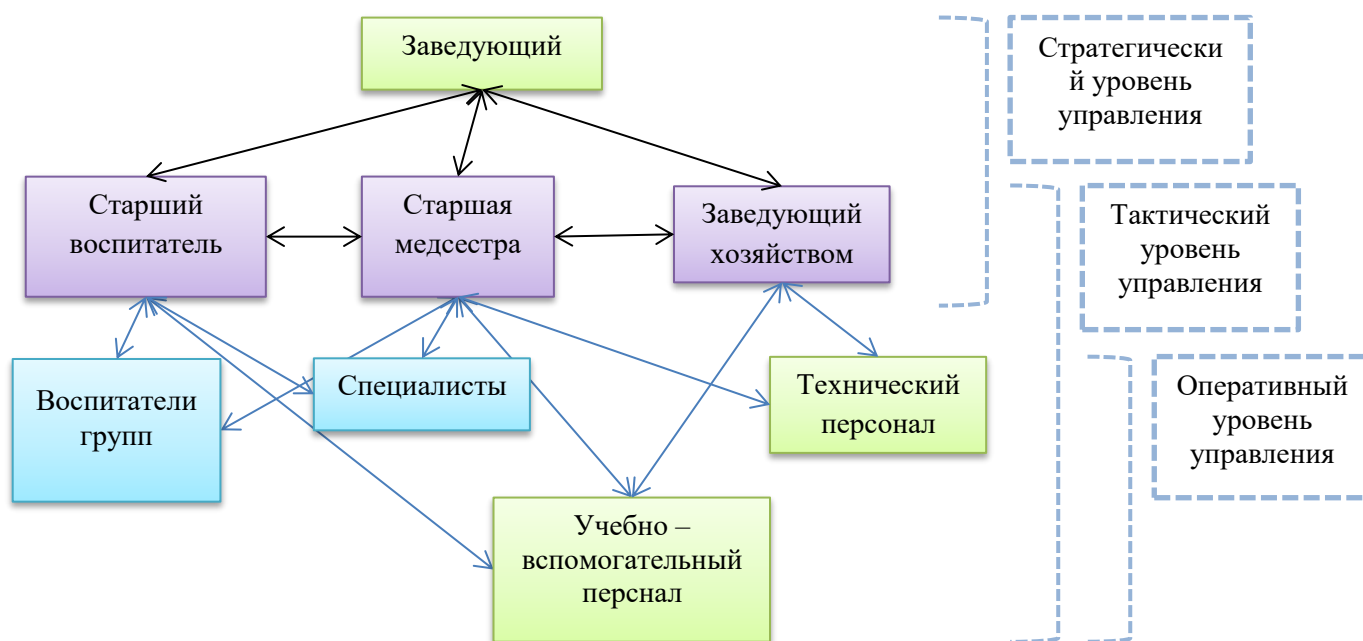 Заведующий
Стратегически
й уровень
управления
Старший
воспитатель
Старшая
медсестра
Заведующий
хозяйством
Тактический
уровень
управления
Воспитатели
групп
Специалисты
Технический
персонал
Оперативный
уровень
управления
Учебно –
вспомогательный
перснал